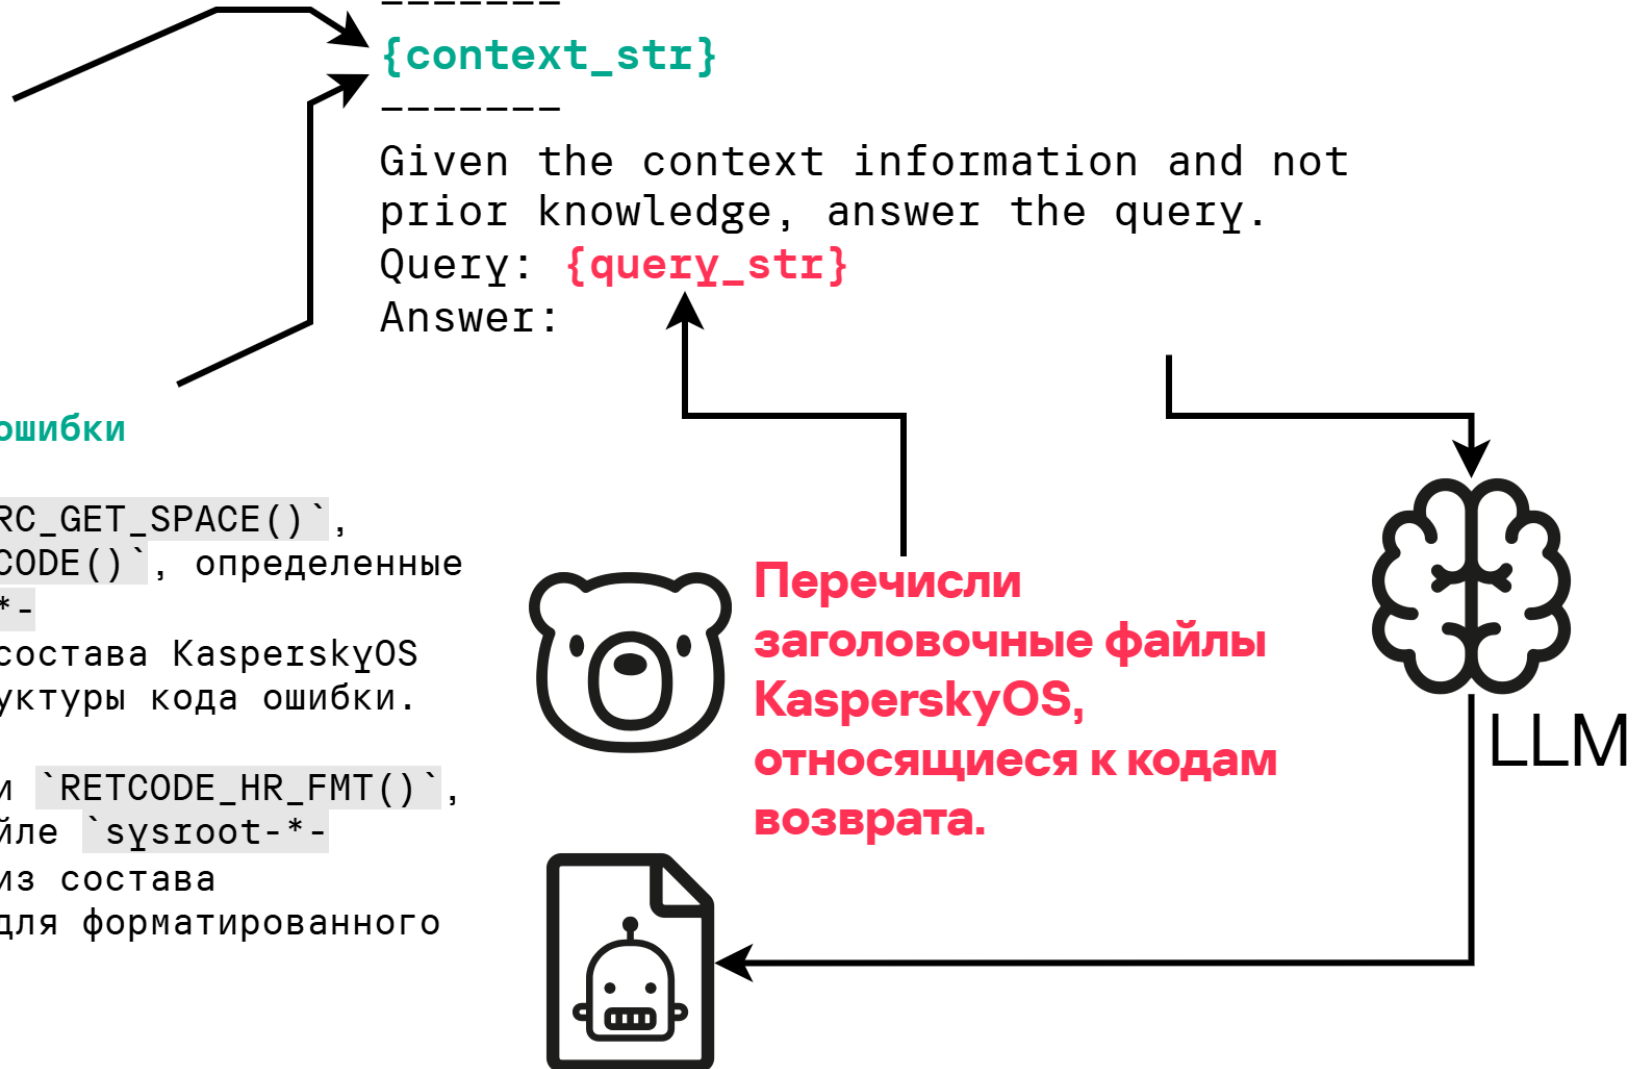 -------
{context_str}
-------
Given the context information and not
prior knowledge, answer the query.
Query: {query_str}
Answer:
ошибки
RC_GET_SPACE()`,
CODE()`, определенные
*-
состава KasperskyOS
уктуры кода ошибки.
и `RETCODE_HR_FMT()`,
йле `sysroot-*-
из состава
для форматированного
Перечисли
заголовочные файлы
KasperskyOS,
относящиеся к кодам
возврата.
LLM